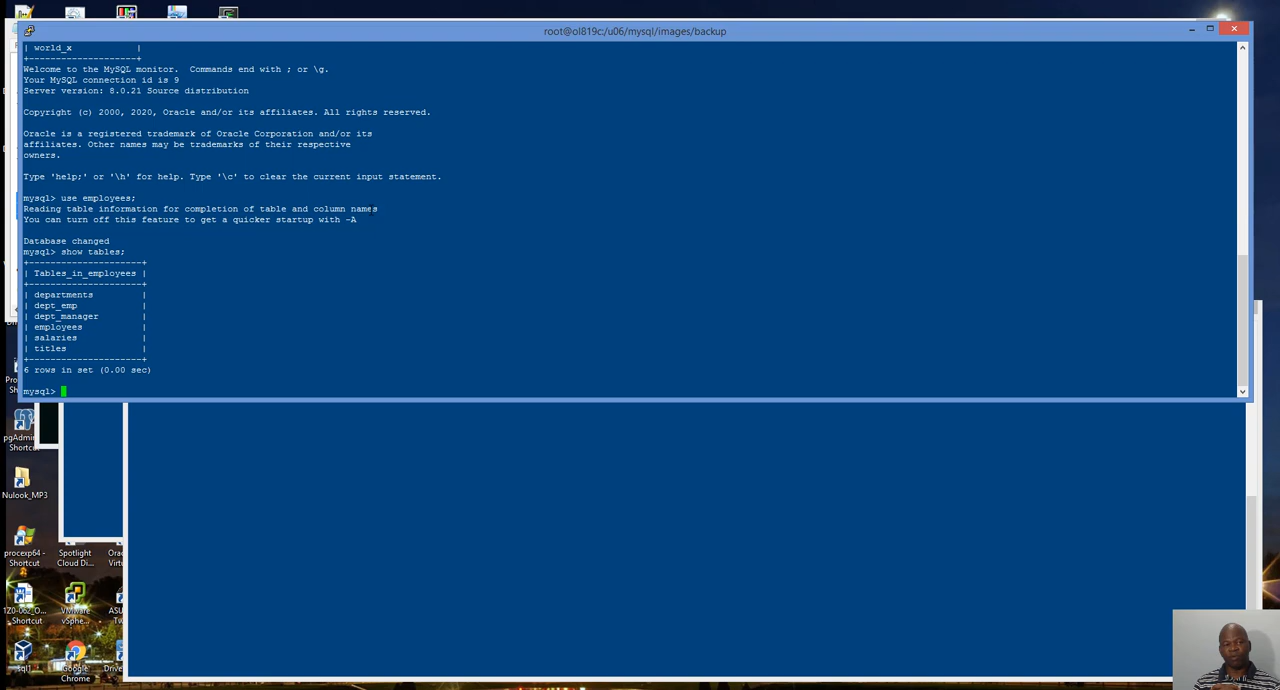 root@ol819c:/u06/mysql/images/backup
| world_x |
+--------------------+
Welcome to the MySQL monitor. Commands end with ; or \g.
Your MySQL connection id is 9
Server version: 8.0.21 Source distribution
Copyright (c) 2000, 2020, Oracle and/or its affiliates. All rights reserved.
Oracle is a registered trademark of Oracle Corporation and/or its
affiliates. Other names may be trademarks of their respective
owners.
Type 'help;' or '\h' for help. Type '\c' to clear the current input statement.
mysql> use employees;
Reading table information for completion of table and column names
You can turn off this feature to get a quicker startup with -A
Database changed
mysql> show tables;
+---------------------+
| Tables_in_employees |
+---------------------+
| departments |
| dept_emp |
| dept_manager |
| employees |
| salaries |
| titles |
+---------------------+
6 rows in set (0.00 sec)
mysql>
Nulook_MP3
procexp64 -
Shortcut
Spotlight
Cloud Di...
Shortcut
VMware
vSphe...
sql1
Google
Chrome